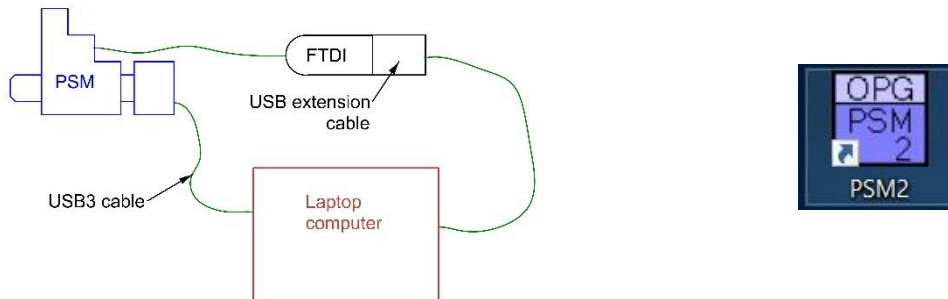 PSM
FTDI
USB extension
cable
USB3 cable
Laptop
computer
OPG
PSM
2
PSM2